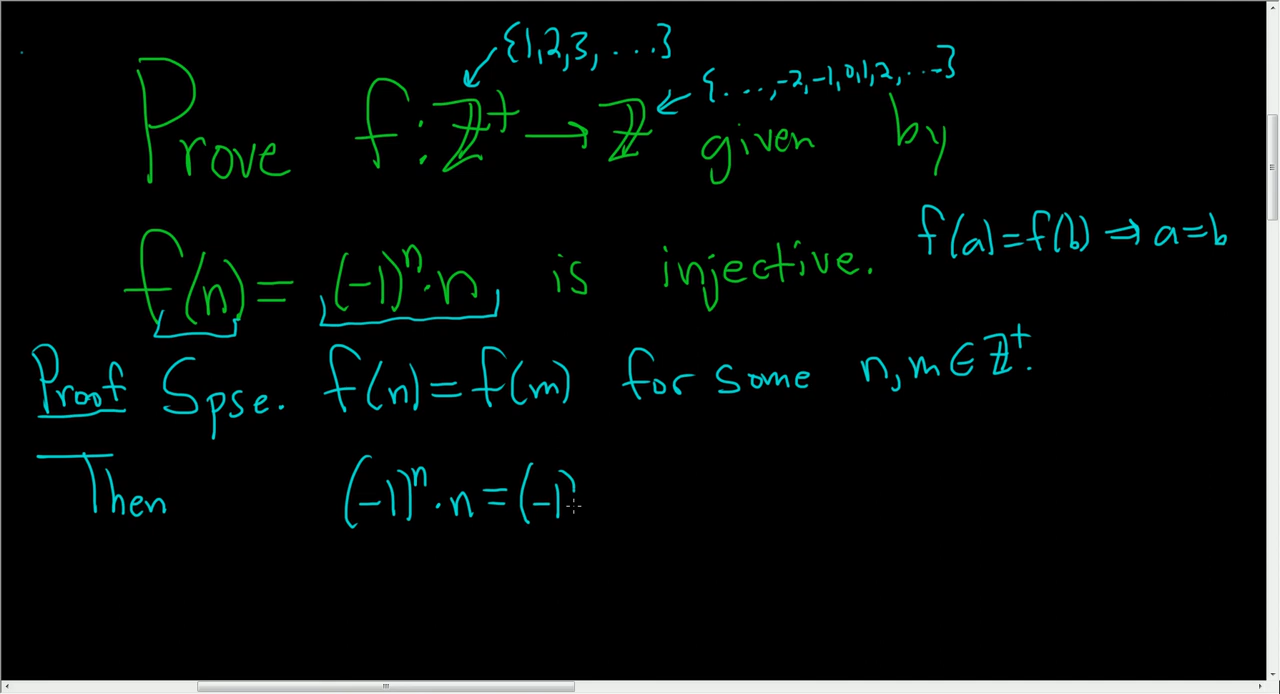 {1,2,3,...}
{...,-2,-1,0,1,2,...}
Prove f:ℤ⁺→ℤ given by
f(n)=(-1)ⁿ·n is injective.
f(a)=f(b)⇒a=b
Proof Spse. f(n)=f(m) for some n,m∈ℤ⁺.
Then (-1)ⁿ·n=(-1)